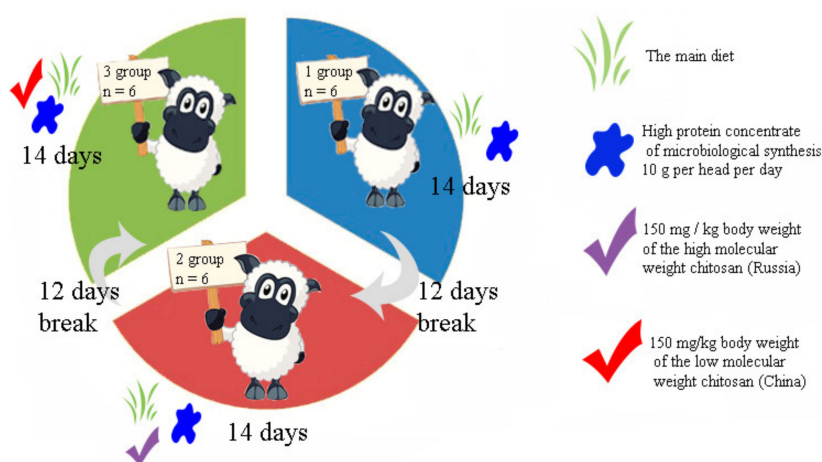 3 group
n = 6
14 days
1 group
n = 6
14 days
2 group
n = 6
12 days
break
12 days
break
14 days
The main diet
High protein concentrate
of microbiological synthesis
10 g per head per day
150 mg / kg body weight
of the high molecular
weight chitosan (Russia)
150 mg/kg body weight
of the low molecular
weight chitosan (China)